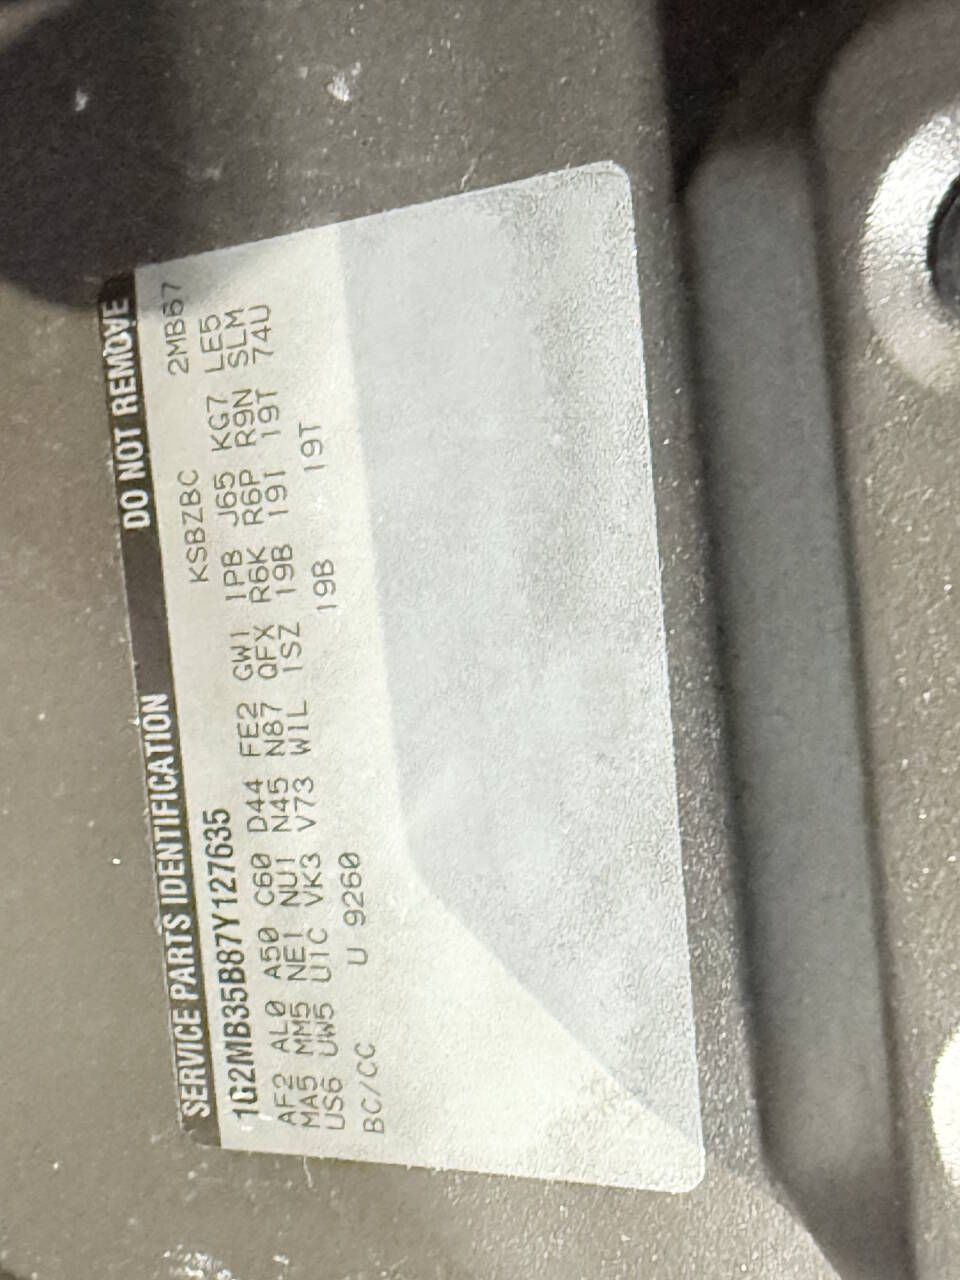 SERVICE PARTS IDENTIFICATION DO NOT REMOVE
1G2MB35B87Y127635 KSBZBC 2MB67
AF2 AL0 A50 C60 D44 FE2 GW1 1PB J65 KG7 LE5
MA5 MM5 NE1 NU1 N45 N87 QFX R6K R6P R9N SLM
US6 UW5 U1C VK3 V73 W1L 1SZ 19B 19I 19T 74U
19B 19T
BC/CC U 9260